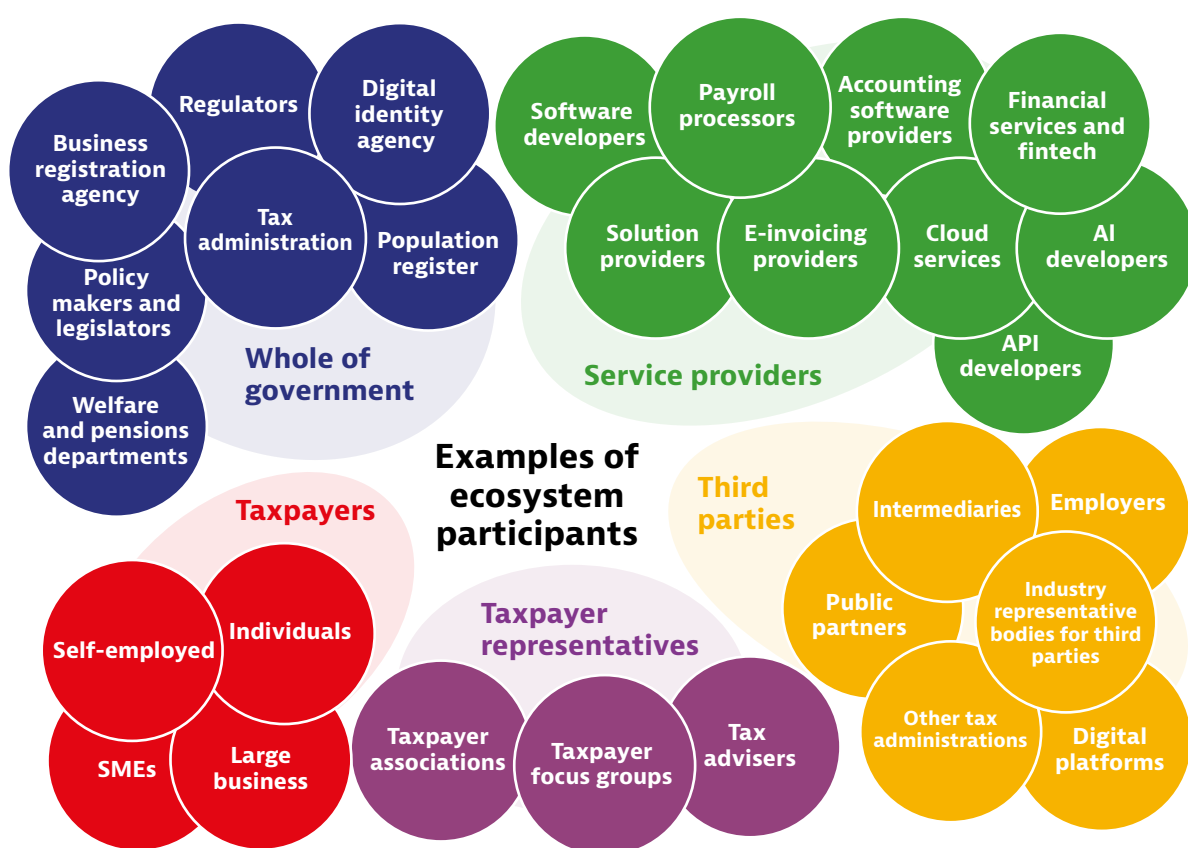 Regulators
Digital
identity
agency
Business
registration
agency
Tax
administration
Population
register
Policy
makers and
legislators
Welfare
and pensions
departments
Whole of
government
Software
developers
Payroll
processors
Accounting
software
providers
Financial
services and
fintech
Solution
providers
E-invoicing
providers
Cloud
services
AI
developers
API
developers
Service providers
Examples of
ecosystem
participants
Taxpayers
Self-employed
Individuals
SMEs
Large
business
Taxpayer
representatives
Taxpayer
associations
Taxpayer
focus groups
Tax
advisers
Third
parties
Intermediaries
Employers
Public
partners
Industry
representative
bodies for third
parties
Other tax
administrations
Digital
platforms